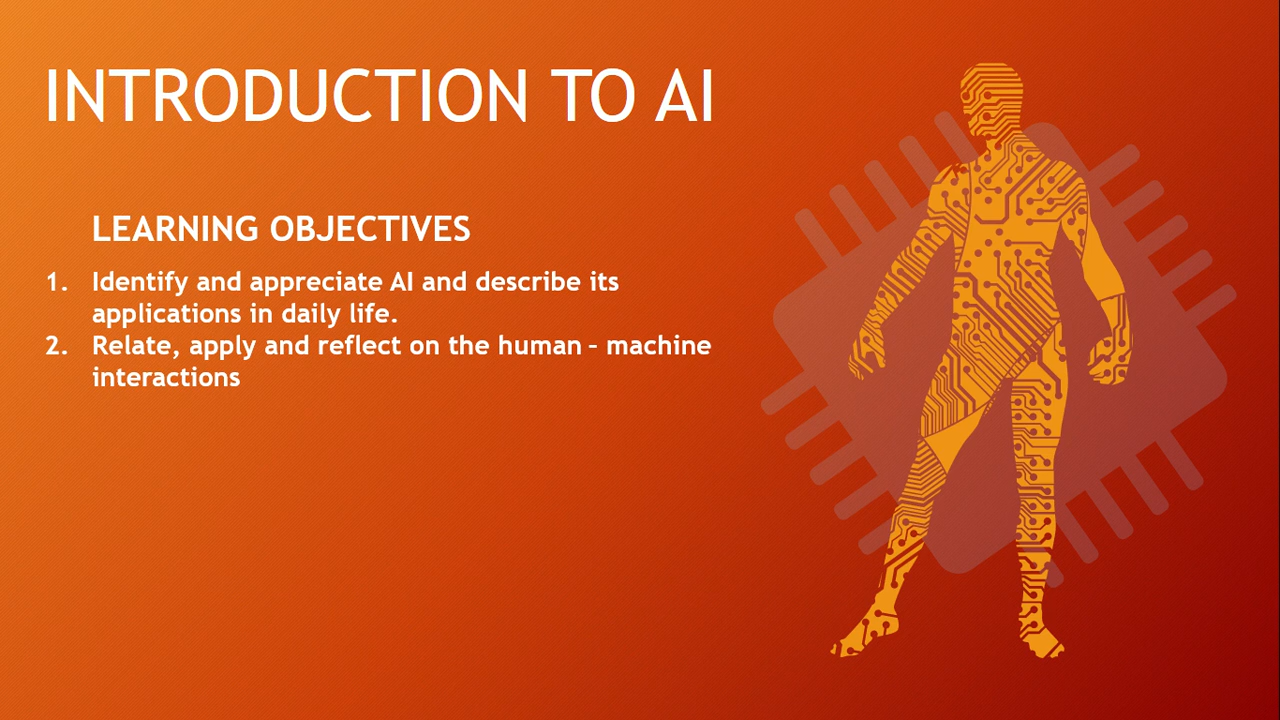 INTRODUCTION TO AI
LEARNING OBJECTIVES
1. Identify and appreciate AI and describe its
applications in daily life.
2. Relate, apply and reflect on the human – machine
interactions